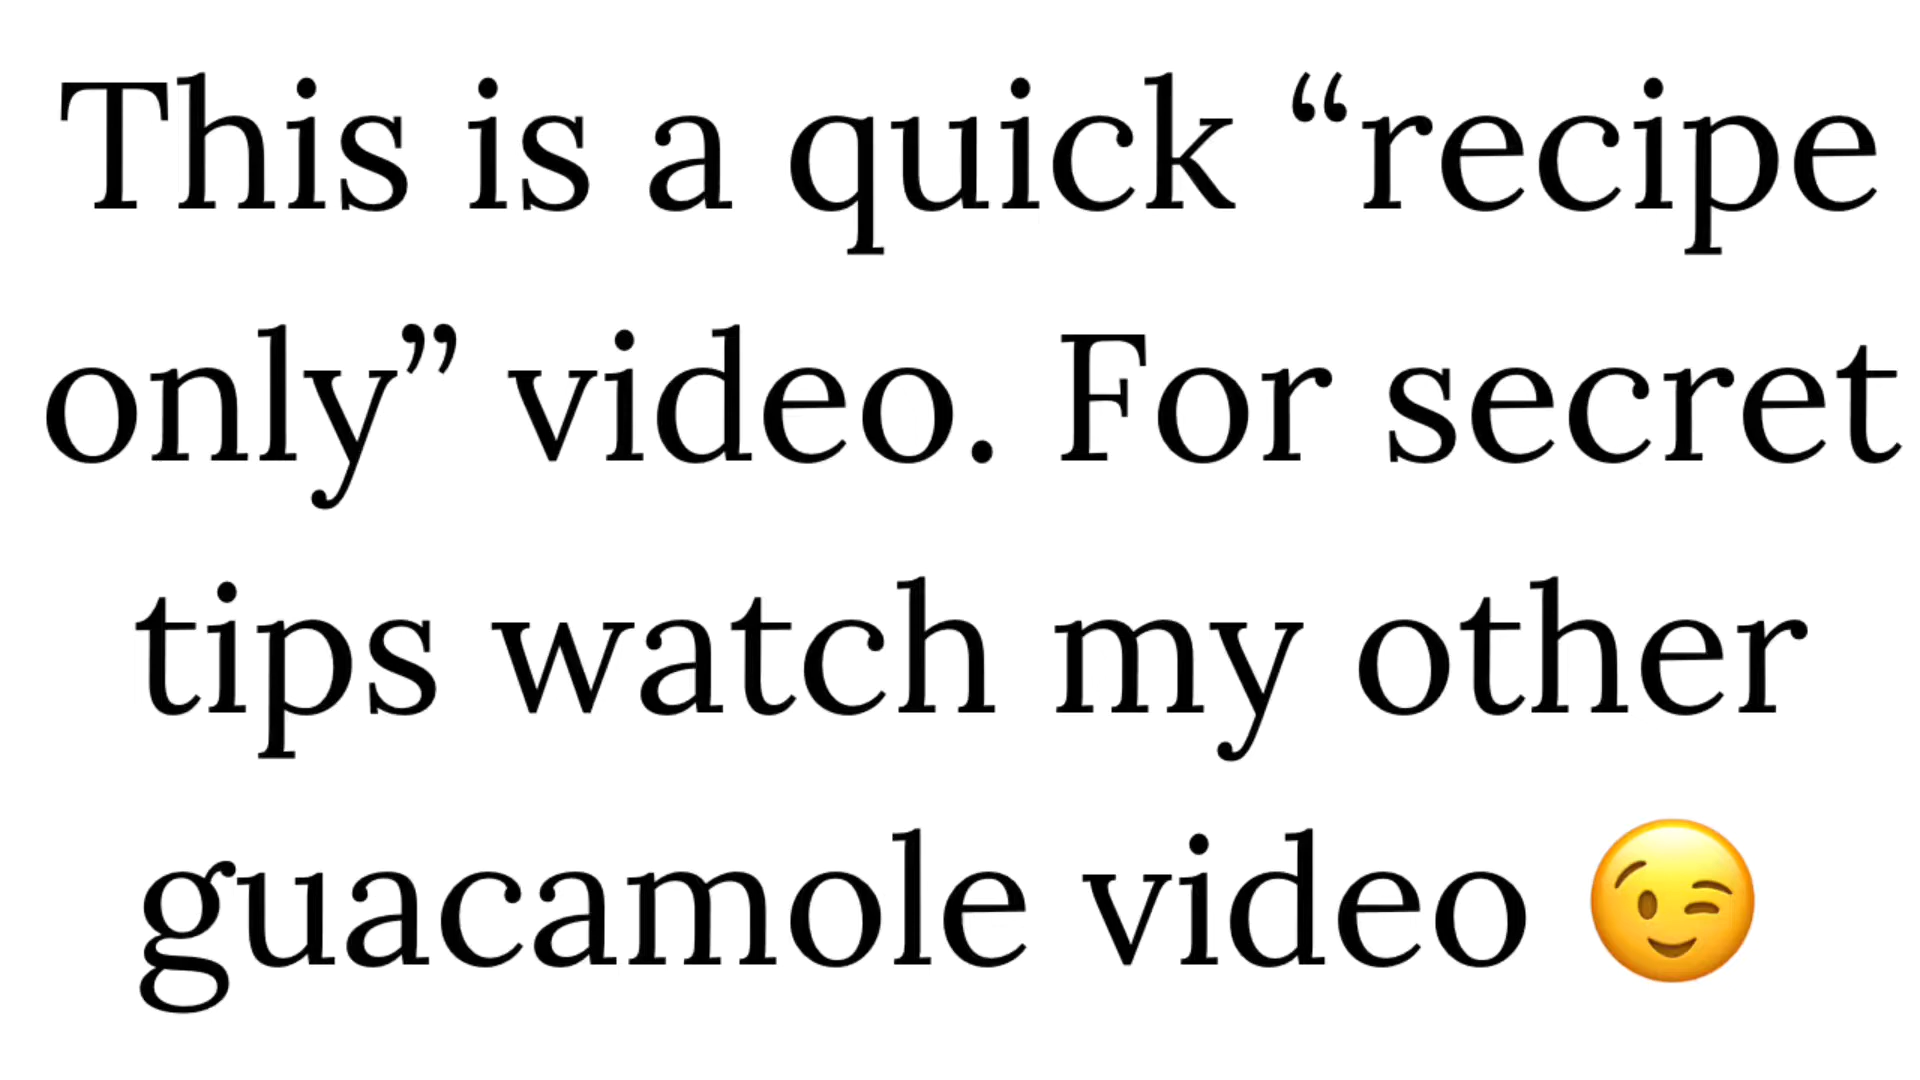 This is a quick “recipe
only” video. For secret
tips watch my other
guacamole video 😉